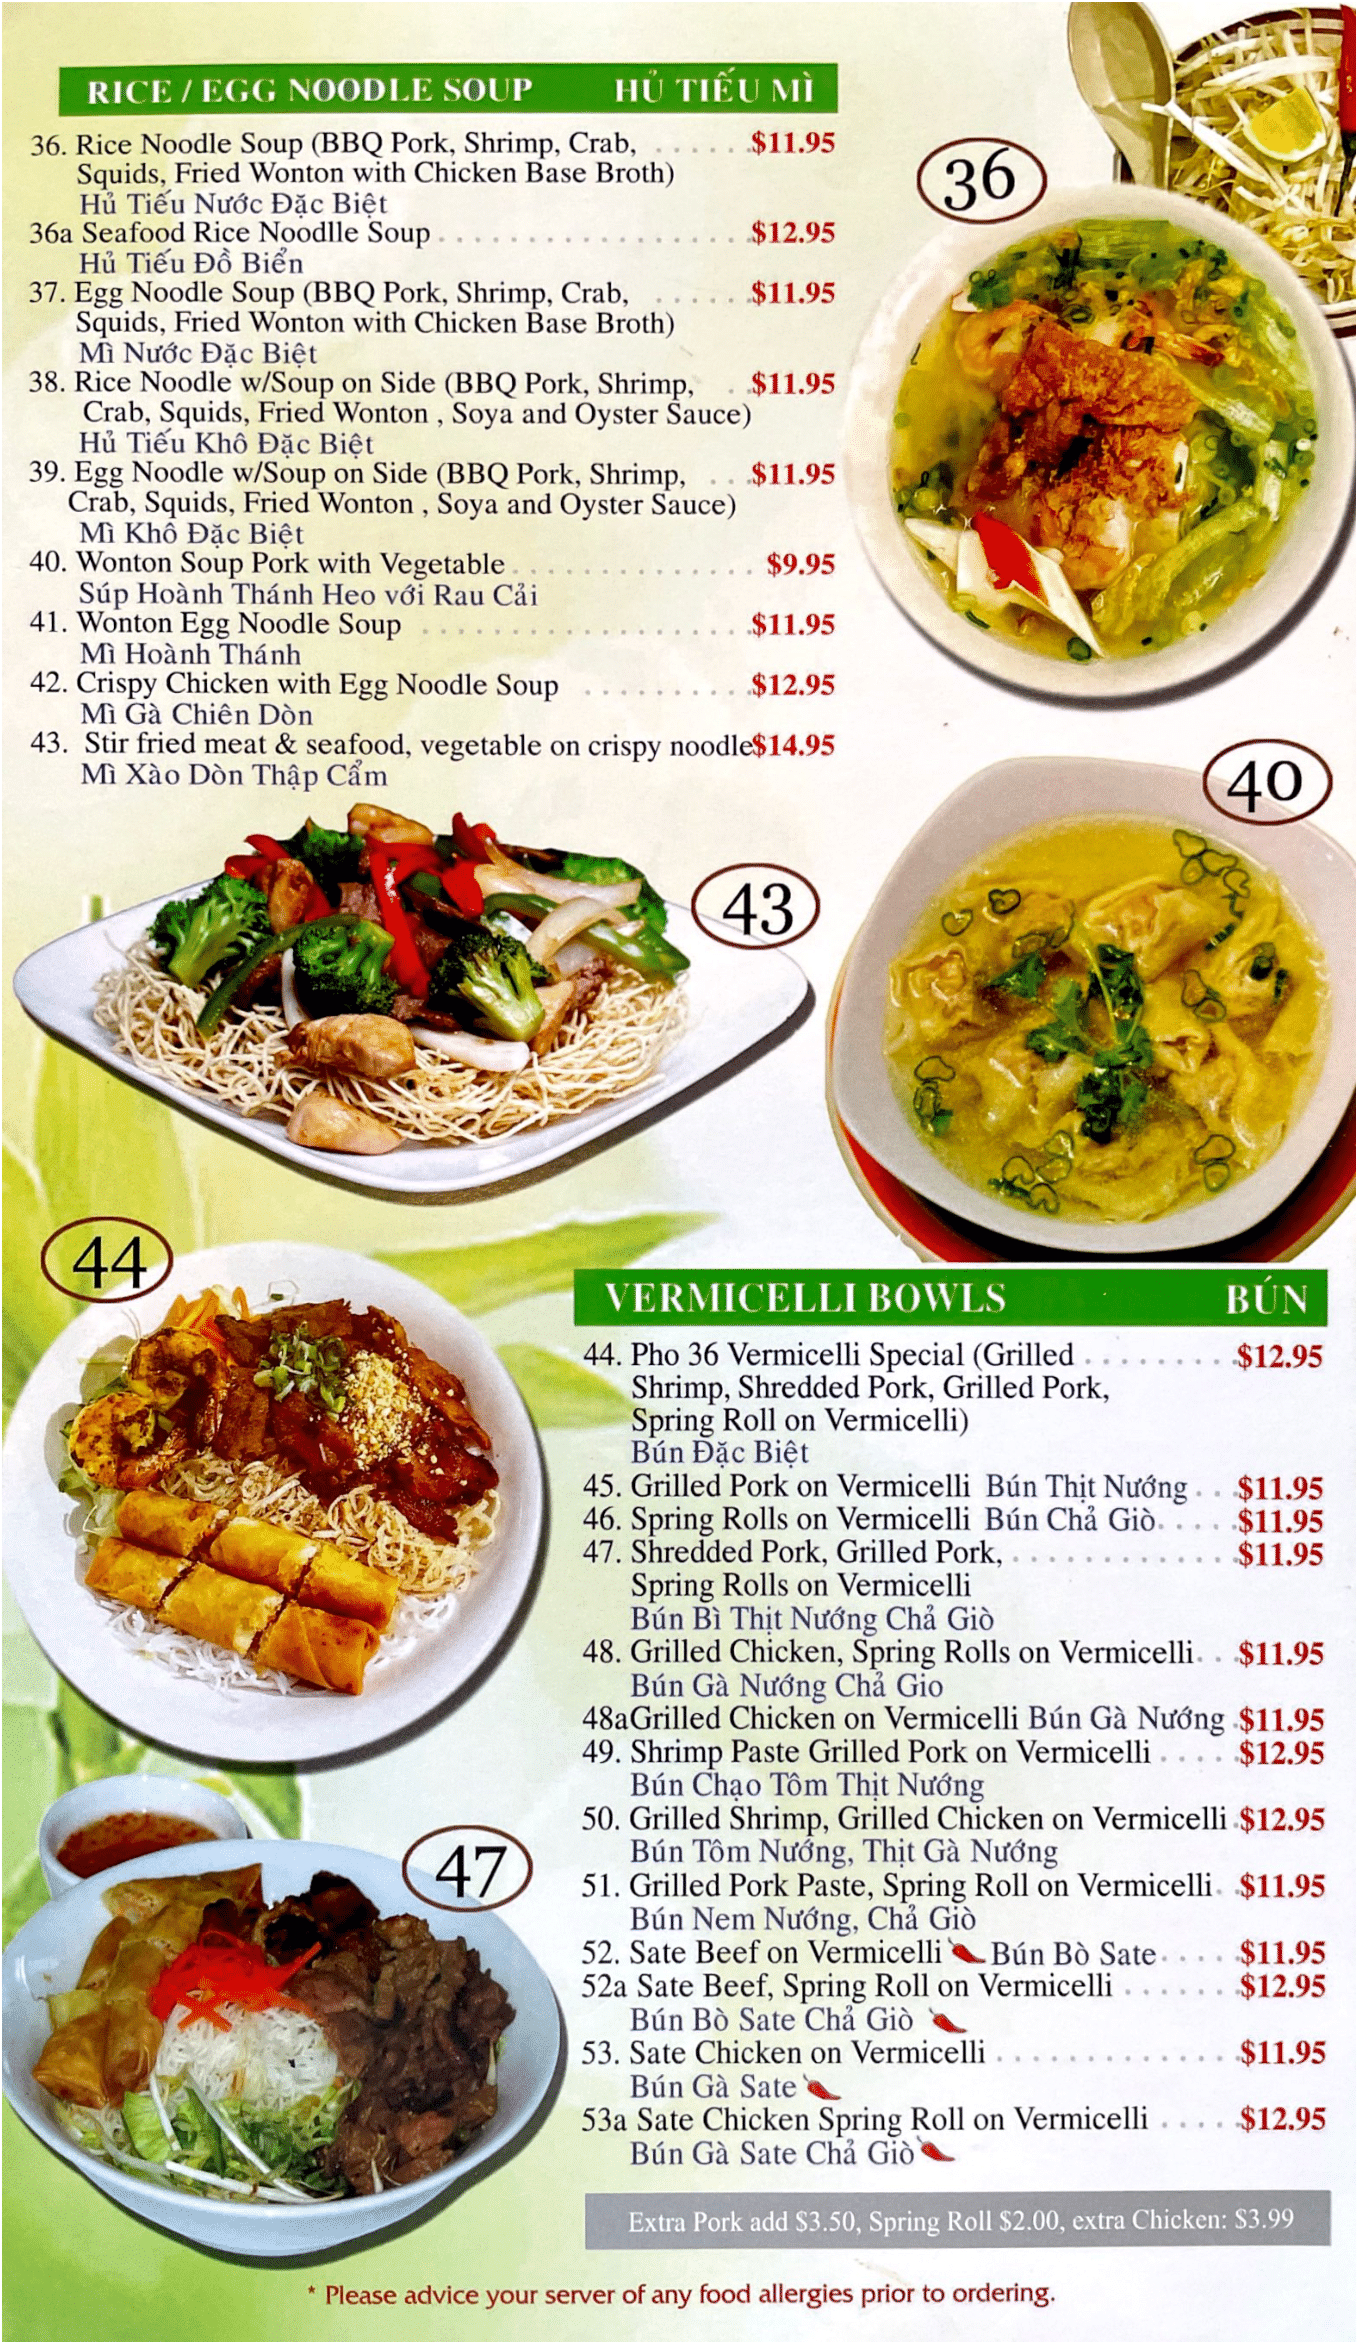 RICE / EGG NOODLE SOUP HỦ TIẾU MÌ
36. Rice Noodle Soup (BBQ Pork, Shrimp, Crab, ...... $11.95
Squids, Fried Wonton with Chicken Base Broth)
Hủ Tiếu Nước Đặc Biệt
36a Seafood Rice Noodlle Soup .................. $12.95
Hủ Tiếu Đồ Biển
37. Egg Noodle Soup (BBQ Pork, Shrimp, Crab, ...... $11.95
Squids, Fried Wonton with Chicken Base Broth)
Mì Nước Đặc Biệt
38. Rice Noodle w/Soup on Side (BBQ Pork, Shrimp, .. $11.95
Crab, Squids, Fried Wonton , Soya and Oyster Sauce)
Hủ Tiếu Khô Đặc Biệt
39. Egg Noodle w/Soup on Side (BBQ Pork, Shrimp, ... $11.95
Crab, Squids, Fried Wonton , Soya and Oyster Sauce)
Mì Khô Đặc Biệt
40. Wonton Soup Pork with Vegetable .............. $9.95
Súp Hoành Thánh Heo với Rau Cải
41. Wonton Egg Noodle Soup ................... $11.95
Mì Hoành Thánh
42. Crispy Chicken with Egg Noodle Soup .......... $12.95
Mì Gà Chiên Dòn
43. Stir fried meat & seafood, vegetable on crispy noodle$14.95
Mì Xào Dòn Thập Cẩm
36
40
43
44
47
VERMICELLI BOWLS BÚN
44. Pho 36 Vermicelli Special (Grilled ......... $12.95
Shrimp, Shredded Pork, Grilled Pork,
Spring Roll on Vermicelli)
Bún Đặc Biệt
45. Grilled Pork on Vermicelli Bún Thịt Nướng ... $11.95
46. Spring Rolls on Vermicelli Bún Chả Giò ..... $11.95
47. Shredded Pork, Grilled Pork, ............. $11.95
Spring Rolls on Vermicelli
Bún Bì Thịt Nướng Chả Giò
48. Grilled Chicken, Spring Rolls on Vermicelli ... $11.95
Bún Gà Nướng Chả Gio
48aGrilled Chicken on Vermicelli Bún Gà Nướng .$11.95
49. Shrimp Paste Grilled Pork on Vermicelli ..... $12.95
Bún Chạo Tôm Thịt Nướng
50. Grilled Shrimp, Grilled Chicken on Vermicelli .$12.95
Bún Tôm Nướng, Thịt Gà Nướng
51. Grilled Pork Paste, Spring Roll on Vermicelli .. $11.95
Bún Nem Nướng, Chả Giò
52. Sate Beef on Vermicelli Bún Bò Sate ..... $11.95
52a Sate Beef, Spring Roll on Vermicelli ....... $12.95
Bún Bò Sate Chả Giò
53. Sate Chicken on Vermicelli .............. $11.95
Bún Gà Sate
53a Sate Chicken Spring Roll on Vermicelli ..... $12.95
Bún Gà Sate Chả Giò
Extra Pork add $3.50, Spring Roll $2.00, extra Chicken: $3.99
* Please advice your server of any food allergies prior to ordering.